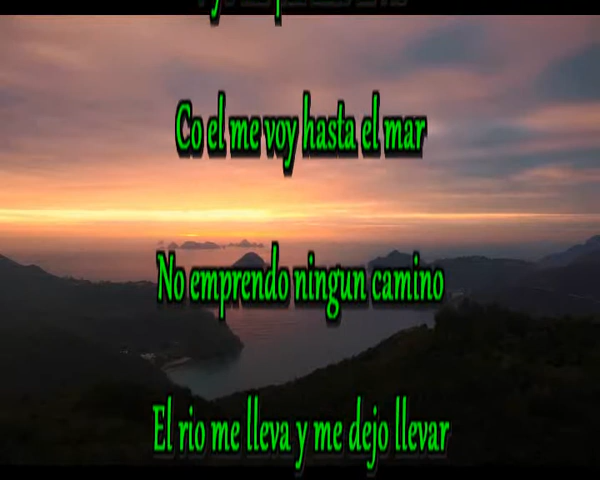 Co el me voy hasta el mar
No emprendo ningun camino
El rio me lleva y me dejo llevar